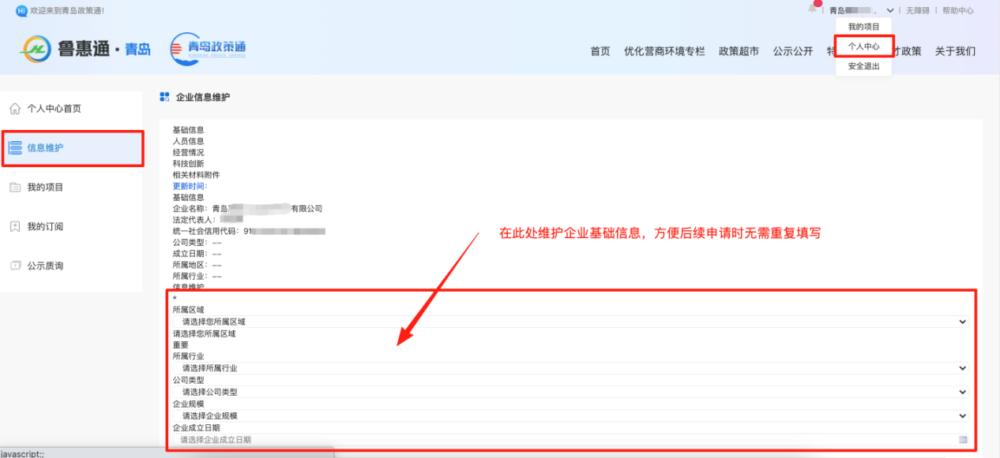 Hi 欢迎来到青岛政策通!
青岛 . 无障碍 | 帮助中心
我的项目
个人中心
安全退出
鲁惠通·青岛
青岛政策通
QINGDAO POLICY SERVICE
首页 优化营商环境专栏 政策超市 公示公开 特 才政策 关于我们
个人中心首页
信息维护
我的项目
我的订阅
公示质询
企业信息维护
基础信息
人员信息
经营情况
科技创新
相关材料附件
更新时间:
基础信息
企业名称: 青岛 有限公司
法定代表人:
统一社会信用代码: 91
公司类型: ——
成立日期: ——
所属地区: ——
所属行业: ——
信息维护
*
所属区域
请选择您所属区域
请选择您所属区域
重要
所属行业
请选择所属行业
公司类型
请选择公司类型
企业规模
请选择企业规模
企业成立日期
请选择企业成立日期
在此处维护企业基础信息，方便后续申请时无需重复填写
javascript:;